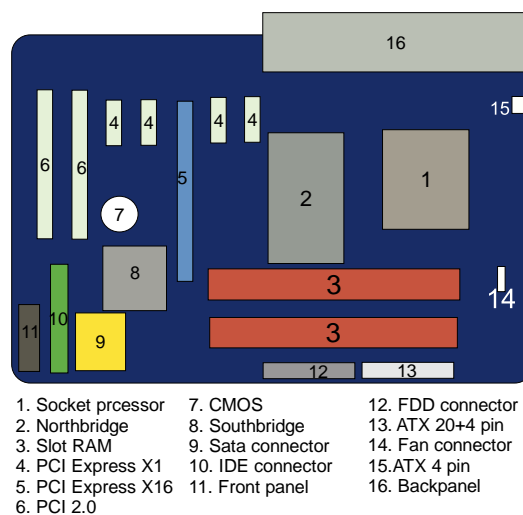 16
15
4
4
4
4
6
6
5
1
2
7
8
3
14
3
11
10
9
12
13
1. Socket prcessor
2. Northbridge
3. Slot RAM
4. PCI Express X1
5. PCI Express X16
6. PCI 2.0
7. CMOS
8. Southbridge
9. Sata connector
10. IDE connector
11. Front panel
12. FDD connector
13. ATX 20+4 pin
14. Fan connector
15.ATX 4 pin
16. Backpanel